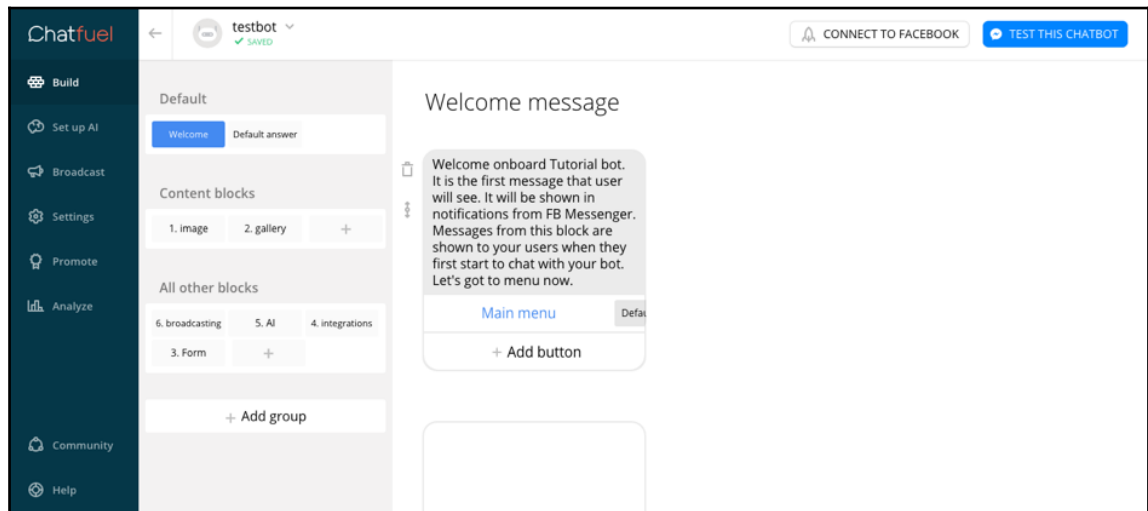 Chatfuel
testbot
SAVED
CONNECT TO FACEBOOK
TEST THIS CHATBOT
Build
Set up AI
Broadcast
Settings
Promote
Analyze
Community
Help
Default
Welcome
Default answer
Content blocks
1. image
2. gallery
+
All other blocks
6. broadcasting
5. AI
4. integrations
3. Form
+
+ Add group
Welcome message
Welcome onboard Tutorial bot.
It is the first message that user
will see. It will be shown in
notifications from FB Messenger.
Messages from this block are
shown to your users when they
first start to chat with your bot.
Let's got to menu now.
Main menu
Defau
+ Add button